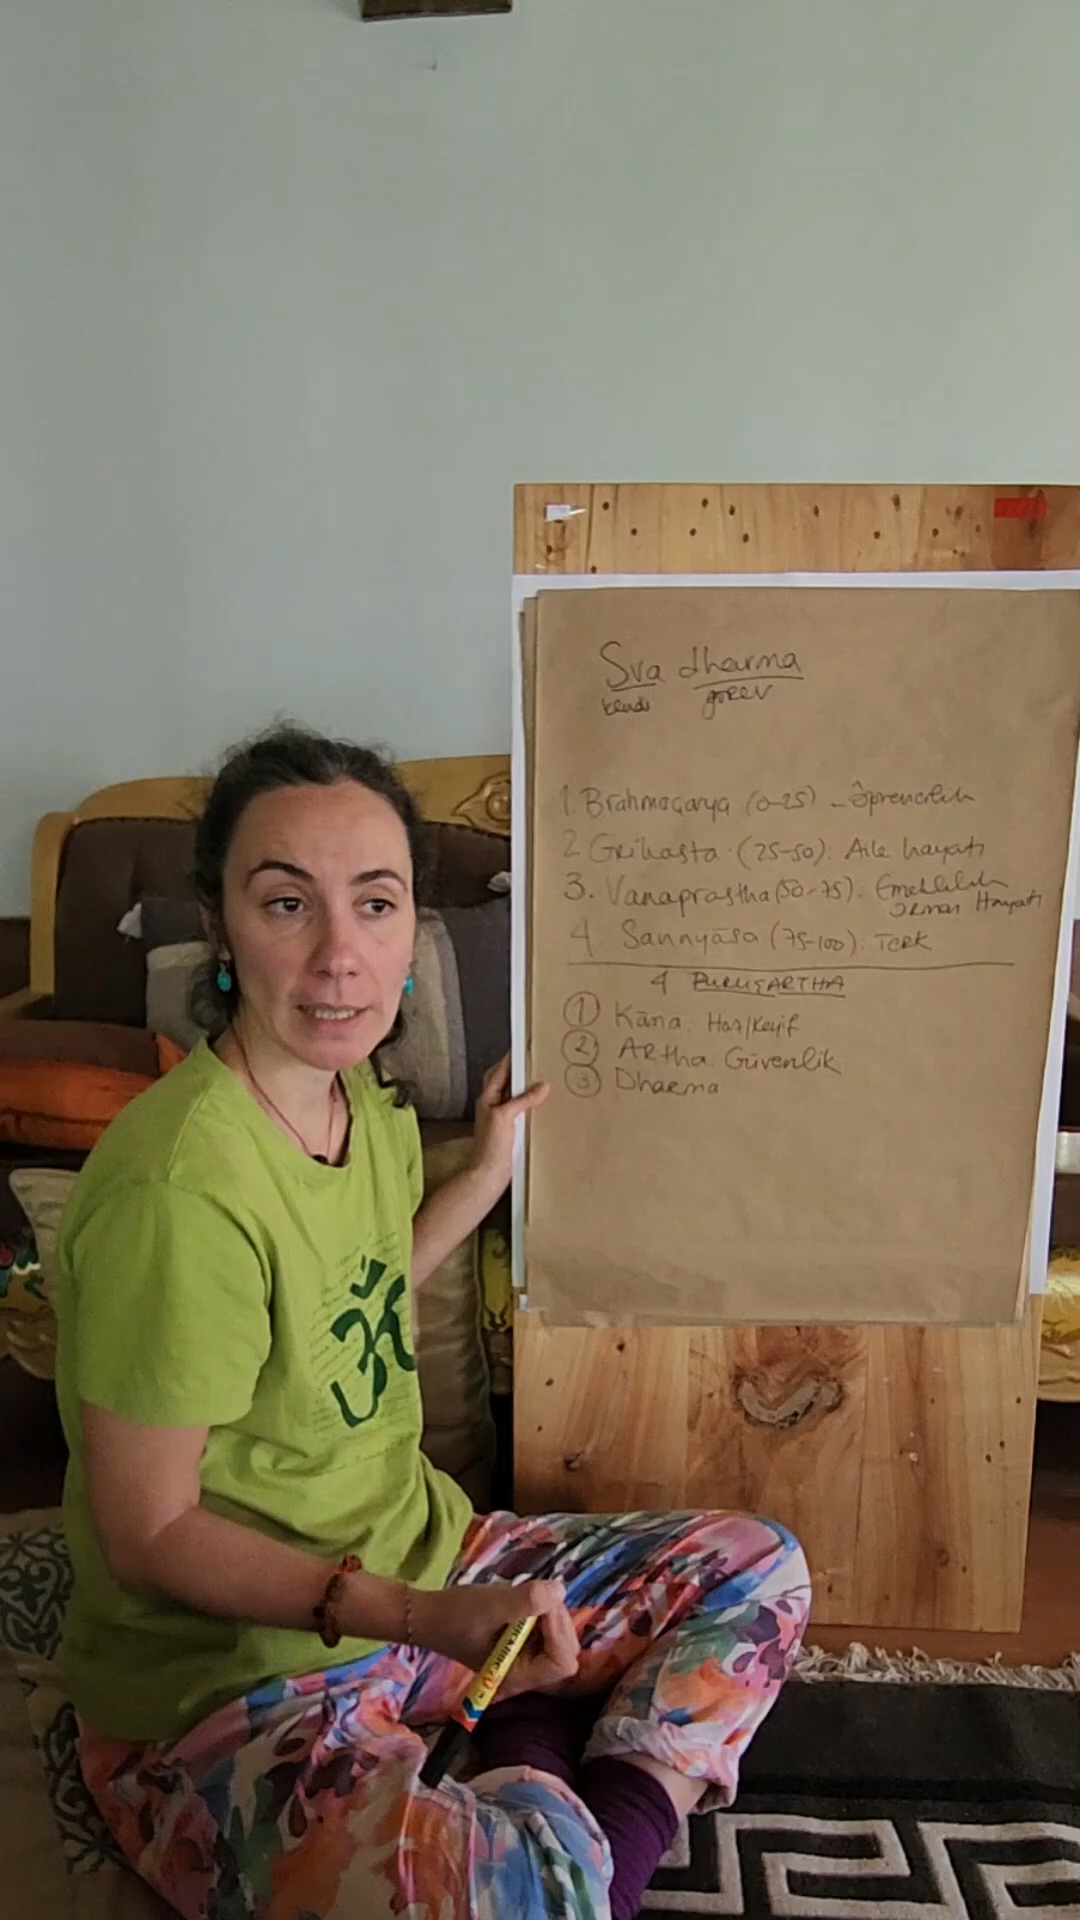 Sva dharma
kendi görev
1. Brahmaçarya (0-25) - Öğrencilik
2 Grihasta: (25-50): Aile hayatı
3. Vanaprastha (50-75): Emeklilik
Orman Hayatı
4 Sannyāsa (75-100): TERK
4 PURUŞARTHA
① Kāma: Haz/Keyif
② ARtha: Güvenlik
③ Dharma